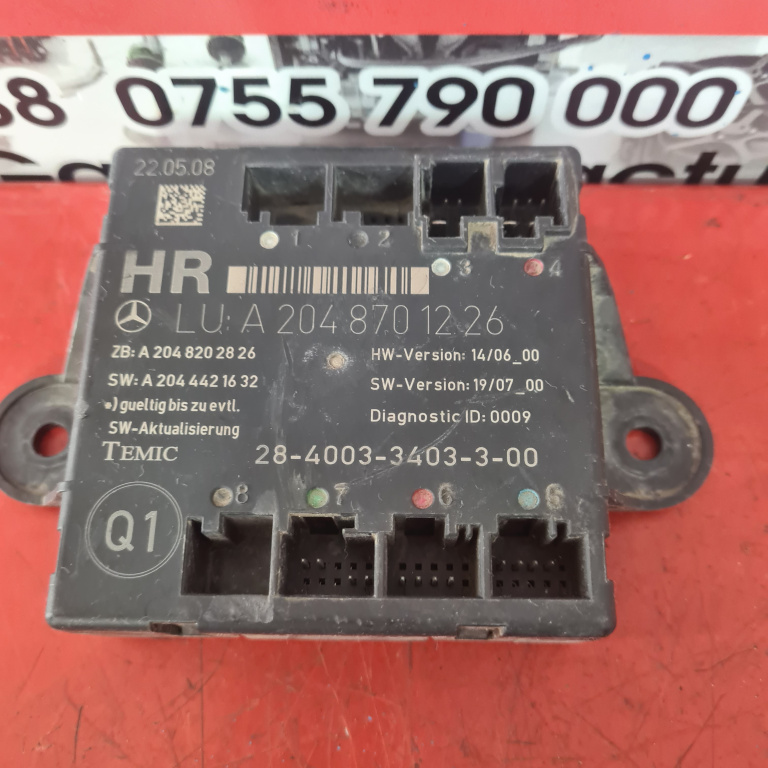 68 0755 790 000
22.05.08
1 2 3 4
HR
LU: A 204 870 12 26
ZB: A 204 820 28 26
HW-Version: 14/06_00
SW: A 204 442 16 32
SW-Version: 19/07_00
•) gueltig bis zu evtl.
SW-Aktualisierung
Diagnostic ID: 0009
TEMIC
28-4003-3403-3-00
8 7 6 5
Q1